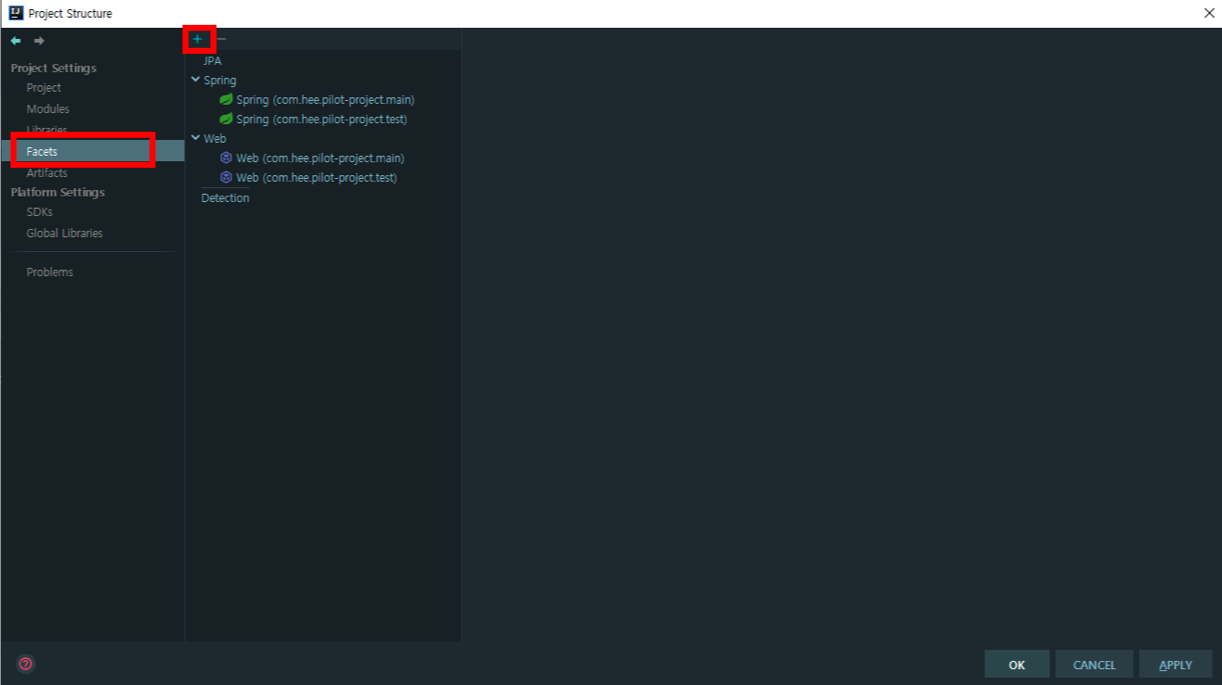 IJ Project Structure
Project Settings
Project
Modules
Libraries
Facets
Artifacts
Platform Settings
SDKs
Global Libraries
Problems
JPA
Spring
Spring (com.hee.pilot-project.main)
Spring (com.hee.pilot-project.test)
Web
Web (com.hee.pilot-project.main)
Web (com.hee.pilot-project.test)
Detection
OK CANCEL APPLY